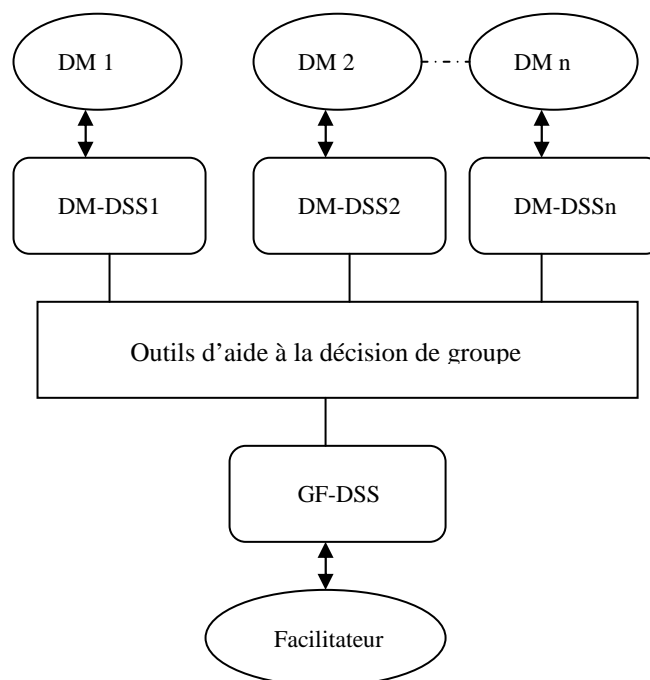 DM 1
DM 2
DM n
DM-DSS1
DM-DSS2
DM-DSSn
Outils d’aide à la décision de groupe
GF-DSS
Facilitateur